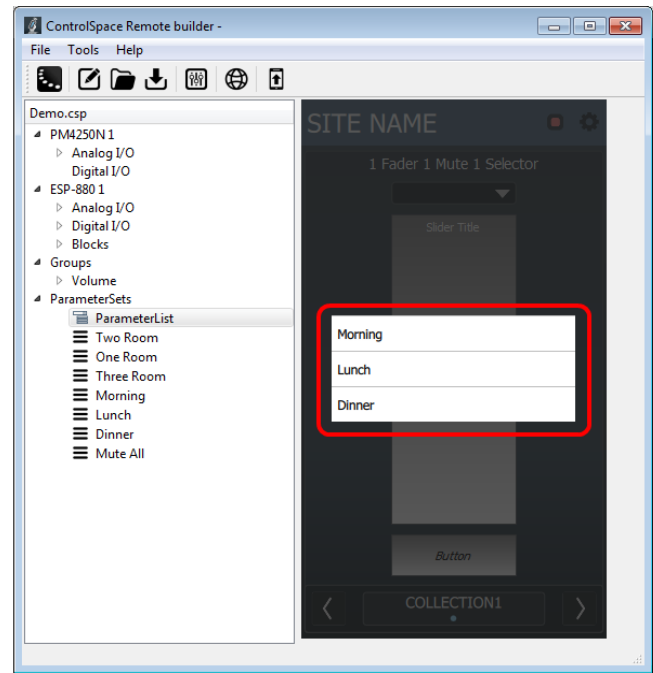 ControlSpace Remote builder -
File Tools Help
Demo.csp
PM4250N 1
Analog I/O
Digital I/O
ESP-880 1
Analog I/O
Digital I/O
Blocks
Groups
Volume
ParameterSets
ParameterList
Two Room
One Room
Three Room
Morning
Lunch
Dinner
Mute All
SITE NAME
1 Fader 1 Mute 1 Selector
Slider Title
Morning
Lunch
Dinner
Button
COLLECTION1